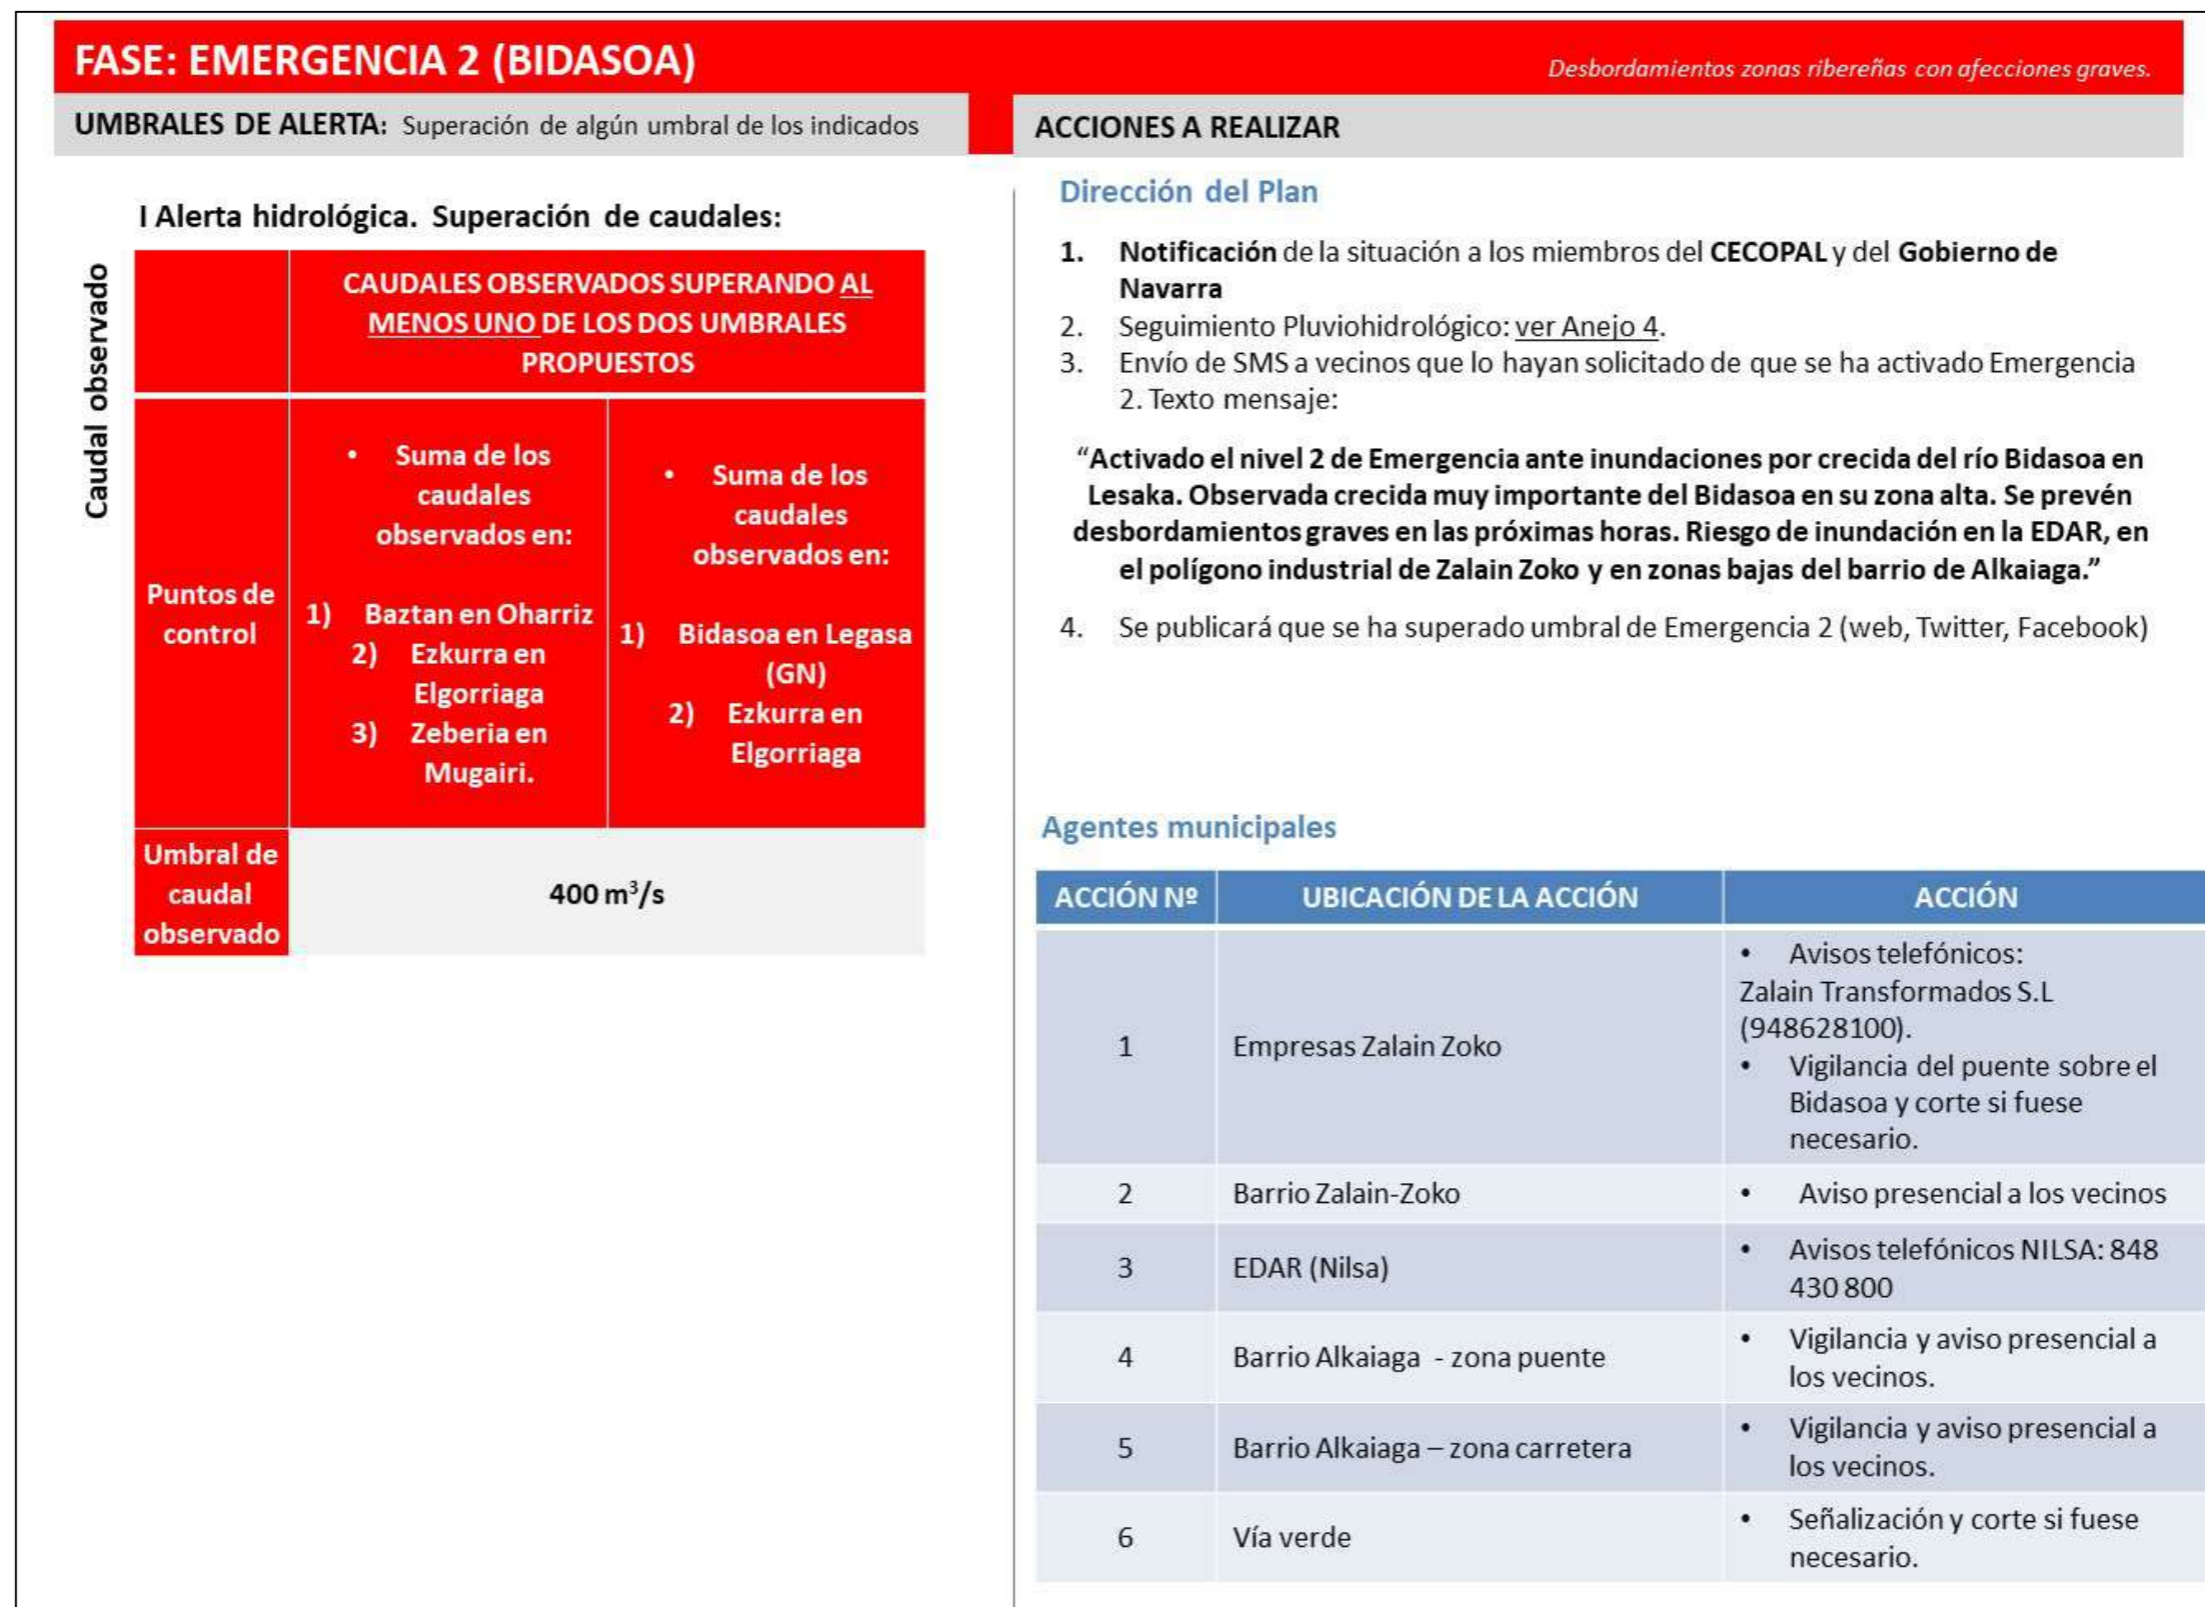 FASE: EMERGENCIA 2 (BIDASOA)
Desbordamientos zonas ribereñas con afecciones graves.
UMBRALES DE ALERTA: Superación de algún umbral de los indicados
I Alerta hidrológica. Superación de caudales:
Caudal observado
CAUDALES OBSERVADOS SUPERANDO AL
MENOS UNO DE LOS DOS UMBRALES
PROPUESTOS
Puntos de
control
• Suma de los
caudales
observados en:
1) Baztan en Oharriz
2) Ezkurra en
Elgorriaga
3) Zeberia en
Mugairi.
• Suma de los
caudales
observados en:
1) Bidasoa en Legasa
(GN)
2) Ezkurra en
Elgorriaga
Umbral de
caudal
observado
400 m³/s
ACCIONES A REALIZAR
Dirección del Plan
1. Notificación de la situación a los miembros del CECOPAL y del Gobierno de
Navarra
2. Seguimiento Pluviohidrológico: ver Anejo 4.
3. Envío de SMS a vecinos que lo hayan solicitado de que se ha activado Emergencia
2. Texto mensaje:
“Activado el nivel 2 de Emergencia ante inundaciones por crecida del río Bidasoa en
Lesaka. Observada crecida muy importante del Bidasoa en su zona alta. Se prevén
desbordamientos graves en las próximas horas. Riesgo de inundación en la EDAR, en
el polígono industrial de Zalain Zoko y en zonas bajas del barrio de Alkaiaga.”
4. Se publicará que se ha superado umbral de Emergencia 2 (web, Twitter, Facebook)
Agentes municipales
ACCIÓN Nº UBICACIÓN DE LA ACCIÓN ACCIÓN
1
Empresas Zalain Zoko
• Avisos telefónicos:
Zalain Transformados S.L
(948628100).
• Vigilancia del puente sobre el
Bidasoa y corte si fuese
necesario.
2 Barrio Zalain-Zoko • Aviso presencial a los vecinos
3
EDAR (Nilsa)
• Avisos telefónicos NILSA: 848
430 800
4
Barrio Alkaiaga - zona puente
• Vigilancia y aviso presencial a
los vecinos.
5
Barrio Alkaiaga – zona carretera
• Vigilancia y aviso presencial a
los vecinos.
6
Vía verde
• Señalización y corte si fuese
necesario.